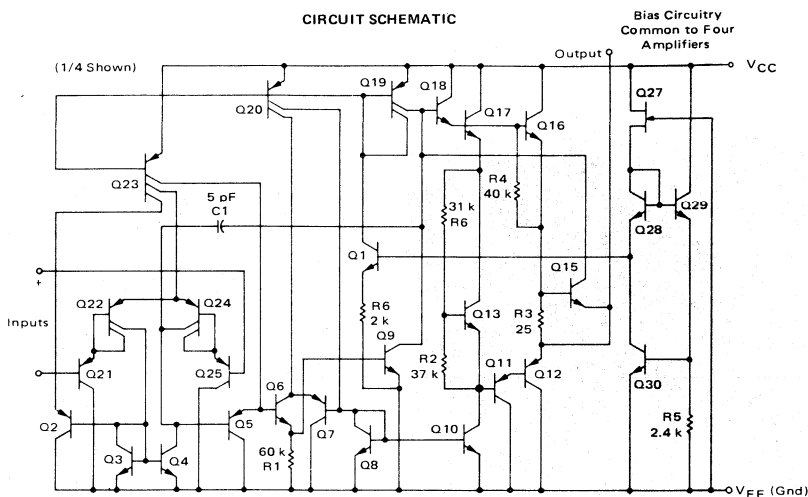 CIRCUIT SCHEMATIC
Bias Circuitry
Common to Four
Amplifiers
(1/4 Shown)
Output
VCC
Q19
Q18
Q17
Q27
Q20
Q16
Q23
R4
40 k
5 pF
C1
31 k
R6
Q29
Q28
Q1
Q15
+
Q22
Q24
Inputs
R6
2 k
Q13
R3
25
Q9
Q21
Q25
R2
37 k
Q11
Q12
Q30
Q6
Q2
Q5
Q7
Q10
R5
2.4 k
Q3
Q4
60 k
R1
Q8
VEE (Gnd)